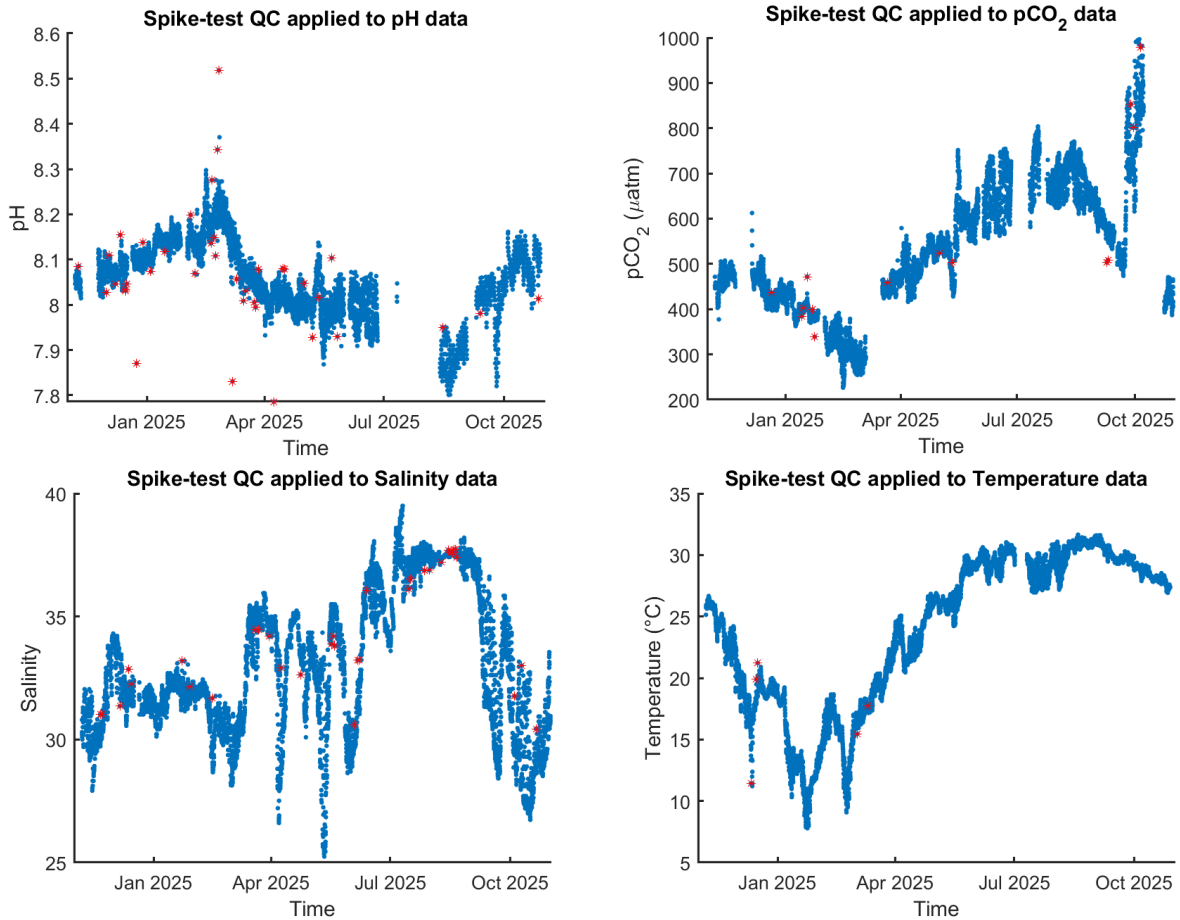 Spike-test QC applied to pH data
8.6
8.5
8.4
8.3
8.2
8.1
8
7.9
7.8
pH
Jan 2025 Apr 2025 Jul 2025 Oct 2025
Time
Spike-test QC applied to pCO2 data
1000
900
800
700
600
500
400
300
200
pCO2 (μatm)
Jan 2025 Apr 2025 Jul 2025 Oct 2025
Time
Spike-test QC applied to Salinity data
40
35
30
25
Salinity
Jan 2025 Apr 2025 Jul 2025 Oct 2025
Time
Spike-test QC applied to Temperature data
35
30
25
20
15
10
5
Temperature (°C)
Jan 2025 Apr 2025 Jul 2025 Oct 2025
Time